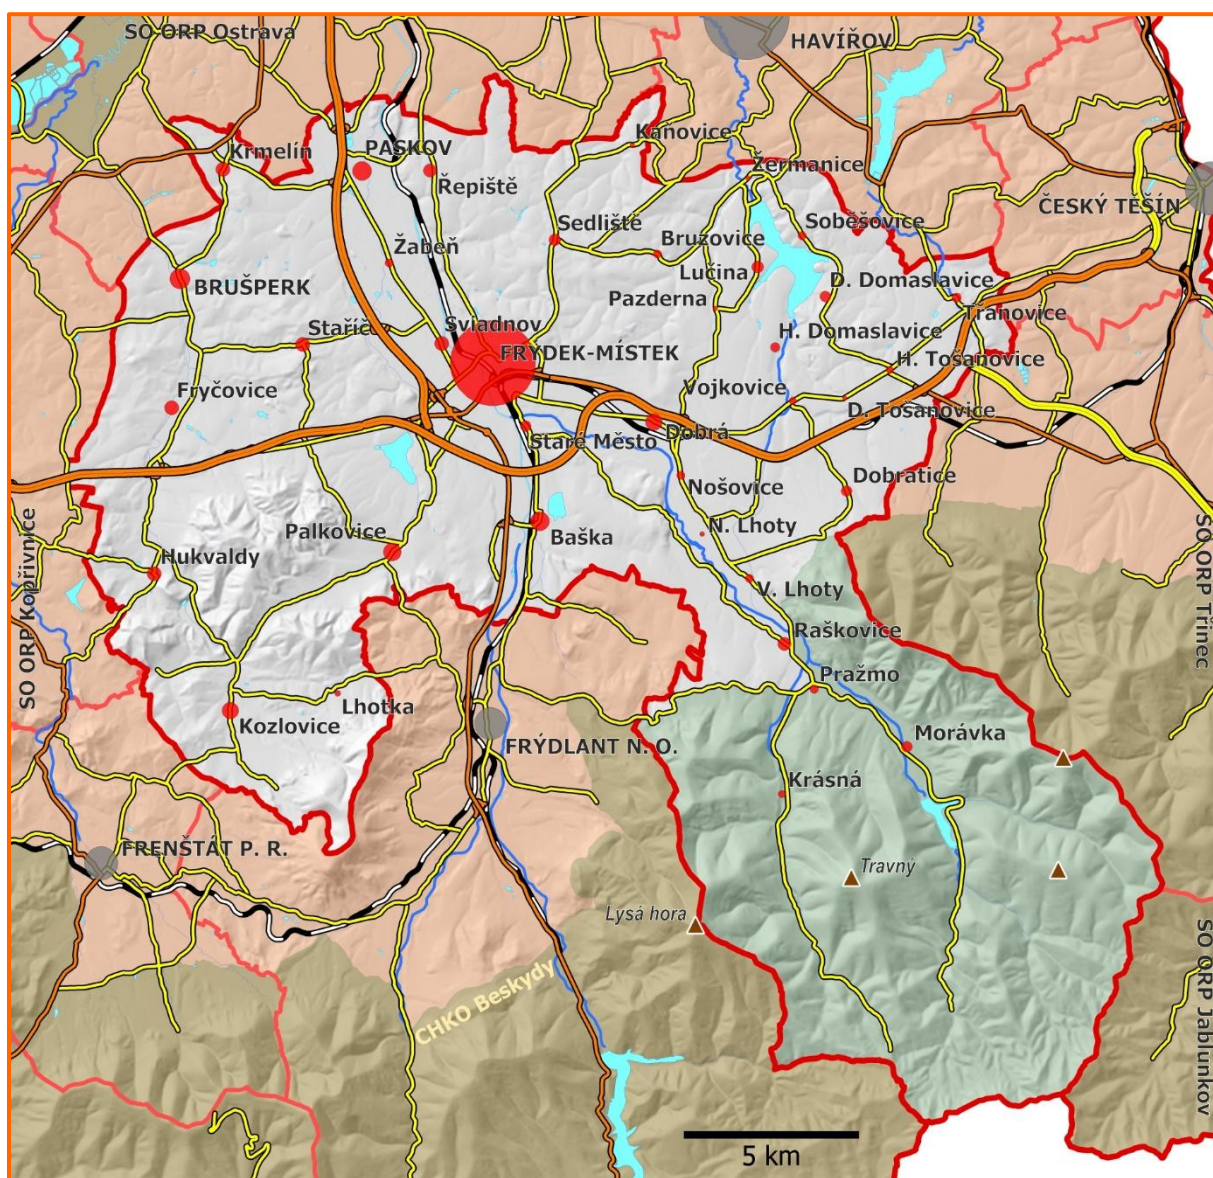 SO ORP Ostrava
HAVÍŘOV
Kaňovice
Krmelín
PASKOV
Řepiště
Žermanice
ČESKÝ TĚŠÍN
Sedliště
Bruzovice
Soběšovice
Žabeň
Lučina
BRUŠPERK
D. Domaslavice
Pazderna
Třanovice
Staříč
Sviadnov
H. Domaslavice
FRÝDEK-MÍSTEK
H. Tošanovice
Fryčovice
Vojkovice
D. Tošanovice
Staré Město
Dobrá
Nošovice
Dobratice
Palkovice
Baška
N. Lhoty
Hukvaldy
V. Lhoty
SO ORP Kopřivnice
SO ORP Třinec
Raškovice
Pražmo
Lhotka
Kozlovice
FRÝDLANT N. O.
Morávka
Krásná
FRENŠTÁT P. R.
Travný
Lysá hora
CHKO Beskydy
SO ORP Jablunkov
5 km